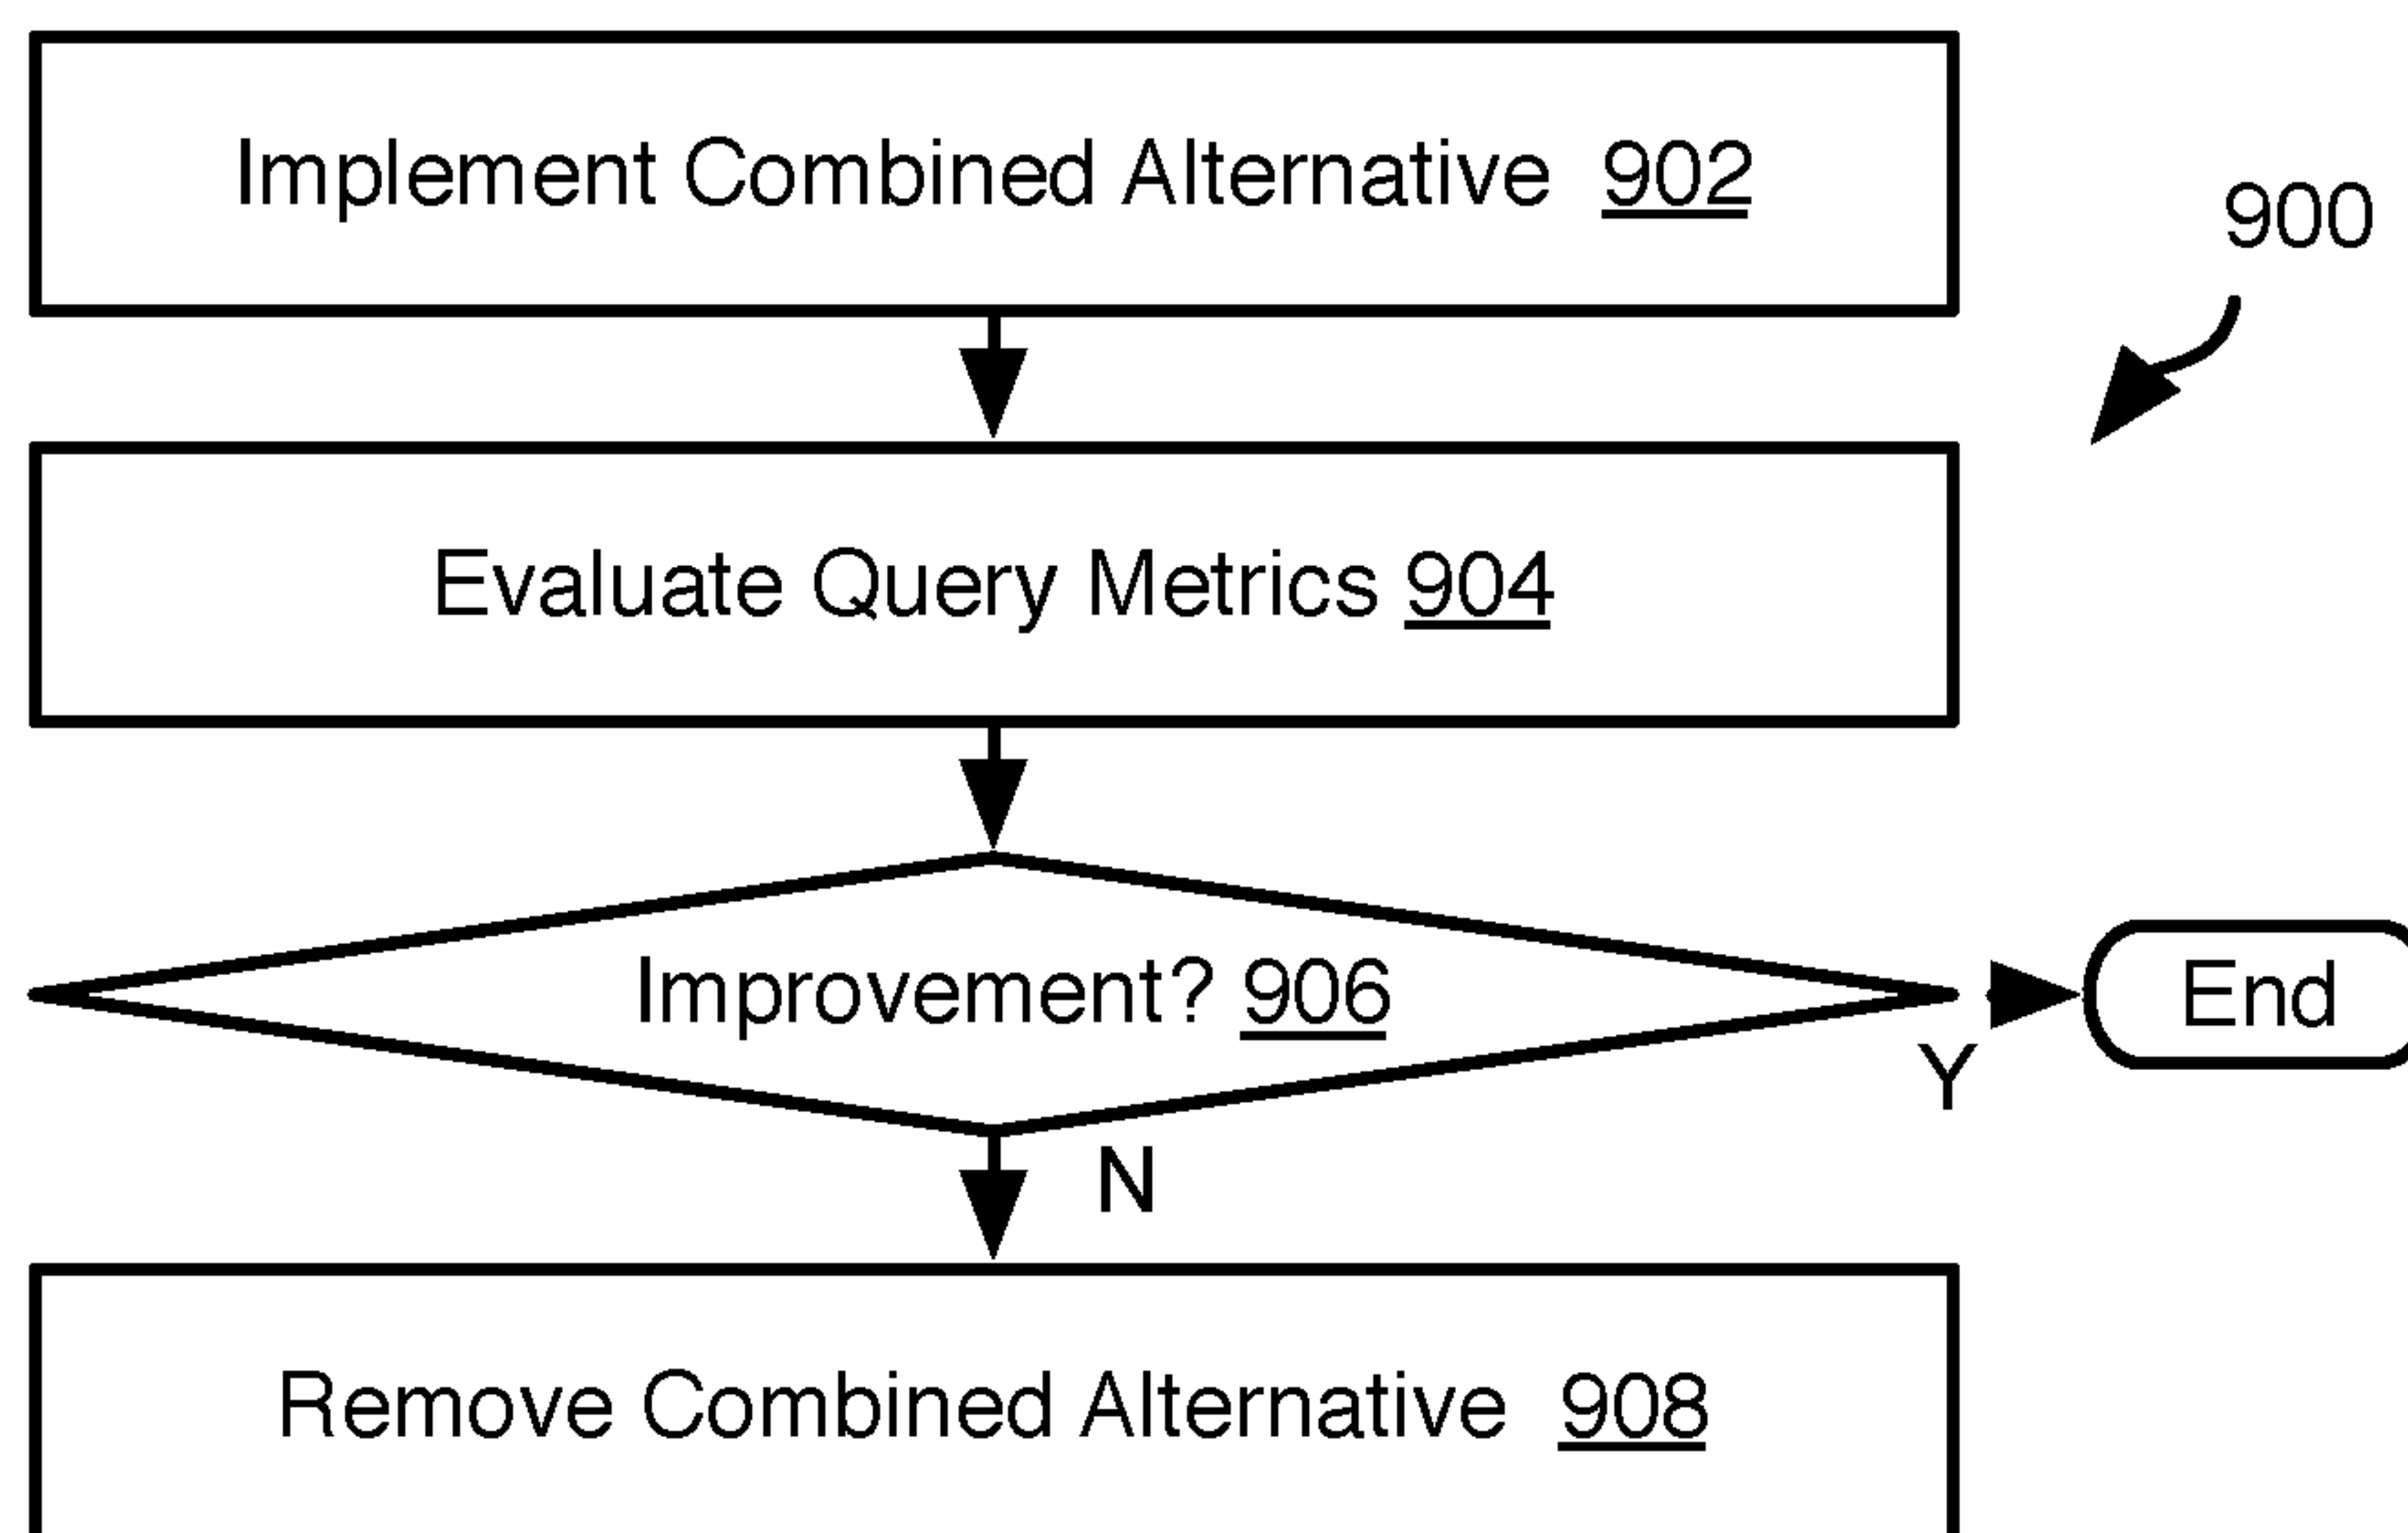 Implement Combined Alternative 902
900
Evaluate Query Metrics 904
Improvement? 906
End
Y
N
Remove Combined Alternative 908